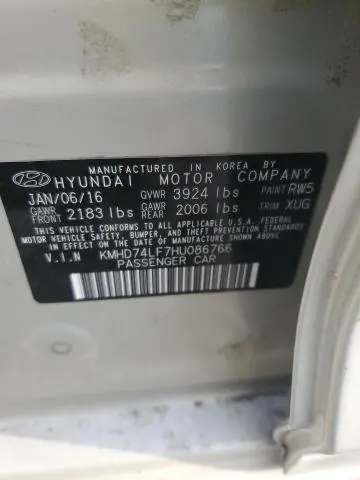 MANUFACTURED IN KOREA BY
HYUNDAI MOTOR COMPANY
JAN/06/16 GVWR 3924 lbs PAINT RW5
GAWR FRONT 2183 lbs GAWR REAR 2006 lbs TRIM XUG
THIS VEHICLE CONFORMS TO ALL APPLICABLE U.S.A. FEDERAL
MOTOR VEHICLE SAFETY, BUMPER, AND THEFT PREVENTION STANDARDS
IN EFFECT ON THE DATE OF MANUFACTURE SHOWN ABOVE.
V.I.N KMHD74LF7HU086766
PASSENGER CAR